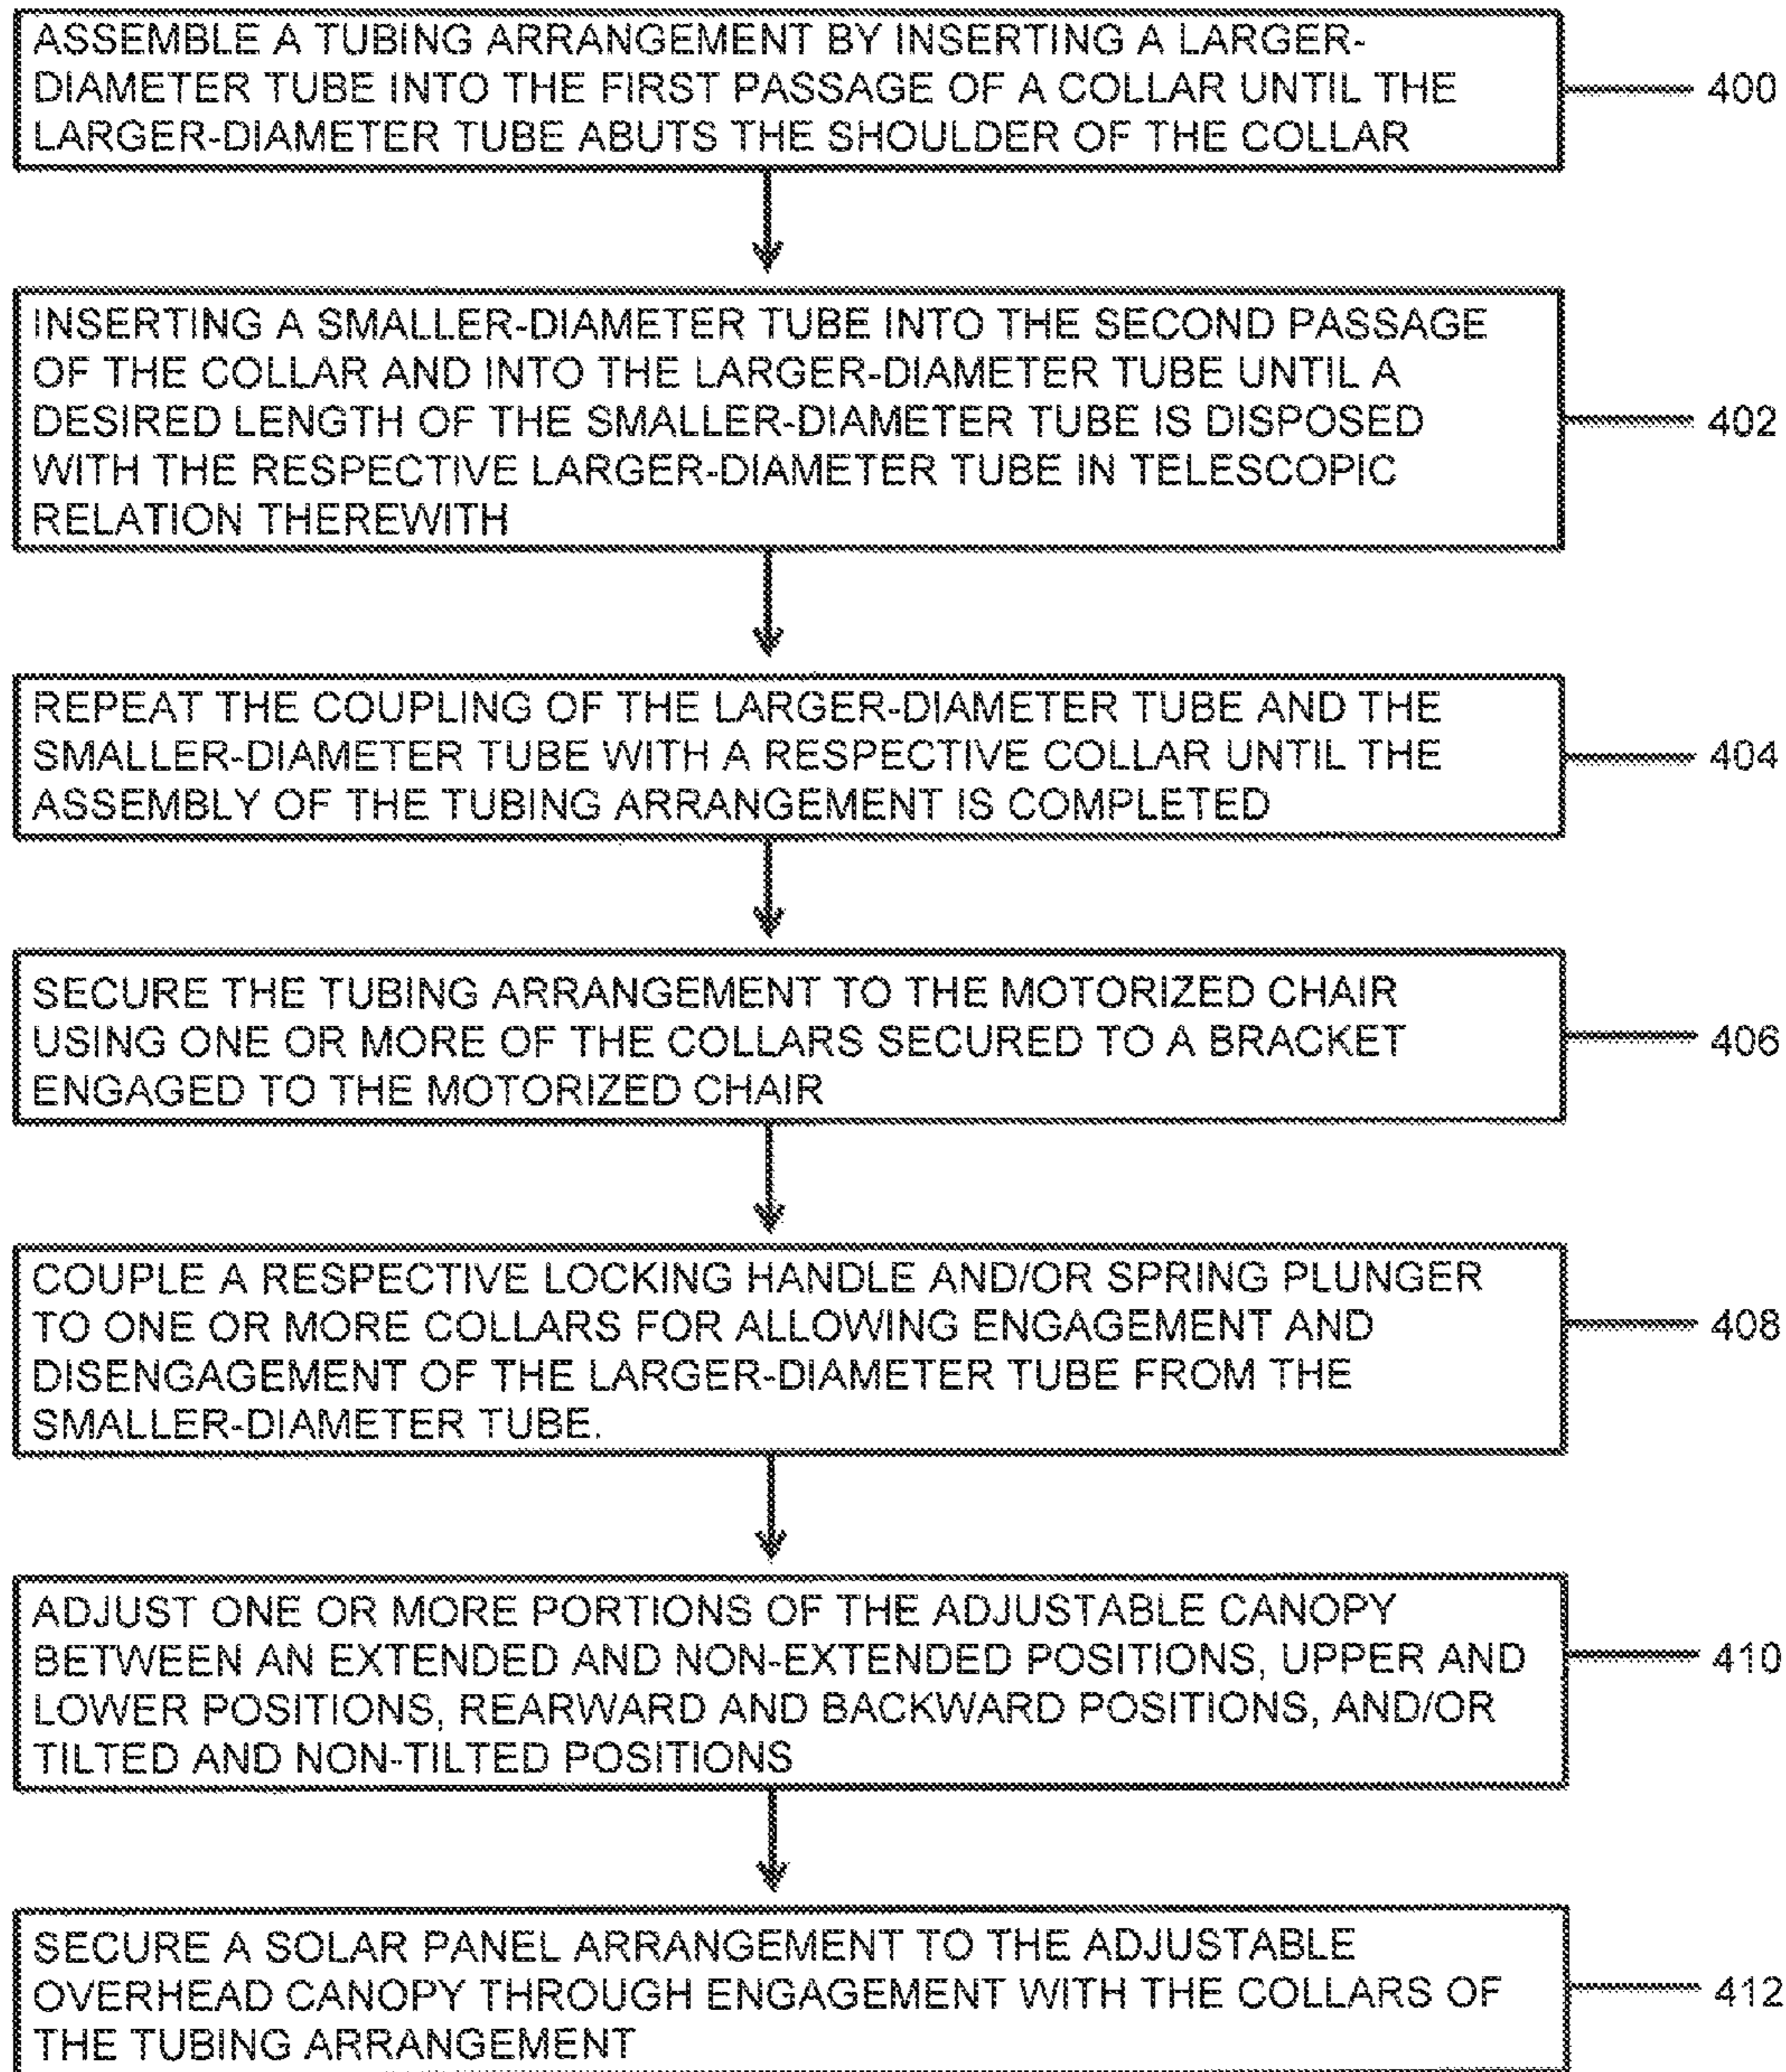 ASSEMBLE A TUBING ARRANGEMENT BY INSERTING A LARGER-
DIAMETER TUBE INTO THE FIRST PASSAGE OF A COLLAR UNTIL THE
LARGER-DIAMETER TUBE ABUTS THE SHOULDER OF THE COLLAR
400
INSERTING A SMALLER-DIAMETER TUBE INTO THE SECOND PASSAGE
OF THE COLLAR AND INTO THE LARGER-DIAMETER TUBE UNTIL A
DESIRED LENGTH OF THE SMALLER-DIAMETER TUBE IS DISPOSED
WITH THE RESPECTIVE LARGER-DIAMETER TUBE IN TELESCOPIC
RELATION THEREWITH
402
REPEAT THE COUPLING OF THE LARGER-DIAMETER TUBE AND THE
SMALLER-DIAMETER TUBE WITH A RESPECTIVE COLLAR UNTIL THE
ASSEMBLY OF THE TUBING ARRANGEMENT IS COMPLETED
404
SECURE THE TUBING ARRANGEMENT TO THE MOTORIZED CHAIR
USING ONE OR MORE OF THE COLLARS SECURED TO A BRACKET
ENGAGED TO THE MOTORIZED CHAIR
406
COUPLE A RESPECTIVE LOCKING HANDLE AND/OR SPRING PLUNGER
TO ONE OR MORE COLLARS FOR ALLOWING ENGAGEMENT AND
DISENGAGEMENT OF THE LARGER-DIAMETER TUBE FROM THE
SMALLER-DIAMETER TUBE.
408
ADJUST ONE OR MORE PORTIONS OF THE ADJUSTABLE CANOPY
BETWEEN AN EXTENDED AND NON-EXTENDED POSITIONS, UPPER AND
LOWER POSITIONS, REARWARD AND BACKWARD POSITIONS, AND/OR
TILTED AND NON-TILTED POSITIONS
410
SECURE A SOLAR PANEL ARRANGEMENT TO THE ADJUSTABLE
OVERHEAD CANOPY THROUGH ENGAGEMENT WITH THE COLLARS OF
THE TUBING ARRANGEMENT
412